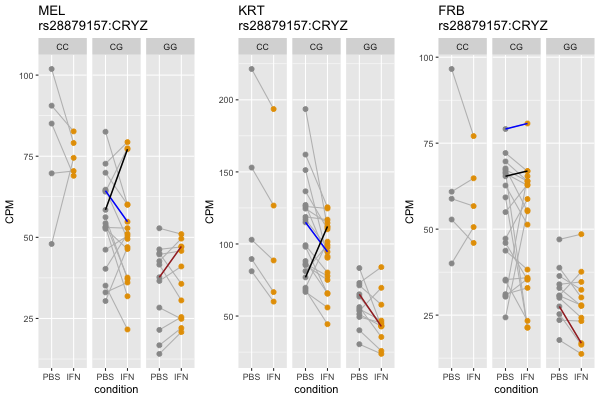 MEL
rs28879157:CRYZ
CC CG GG
CPM
100
75
50
25
PBS IFN PBS IFN PBS IFN
condition
KRT
rs28879157:CRYZ
CC CG GG
CPM
200
150
100
50
PBS IFN PBS IFN PBS IFN
condition
FRB
rs28879157:CRYZ
CC CG GG
CPM
100
75
50
25
PBS IFN PBS IFN PBS IFN
condition